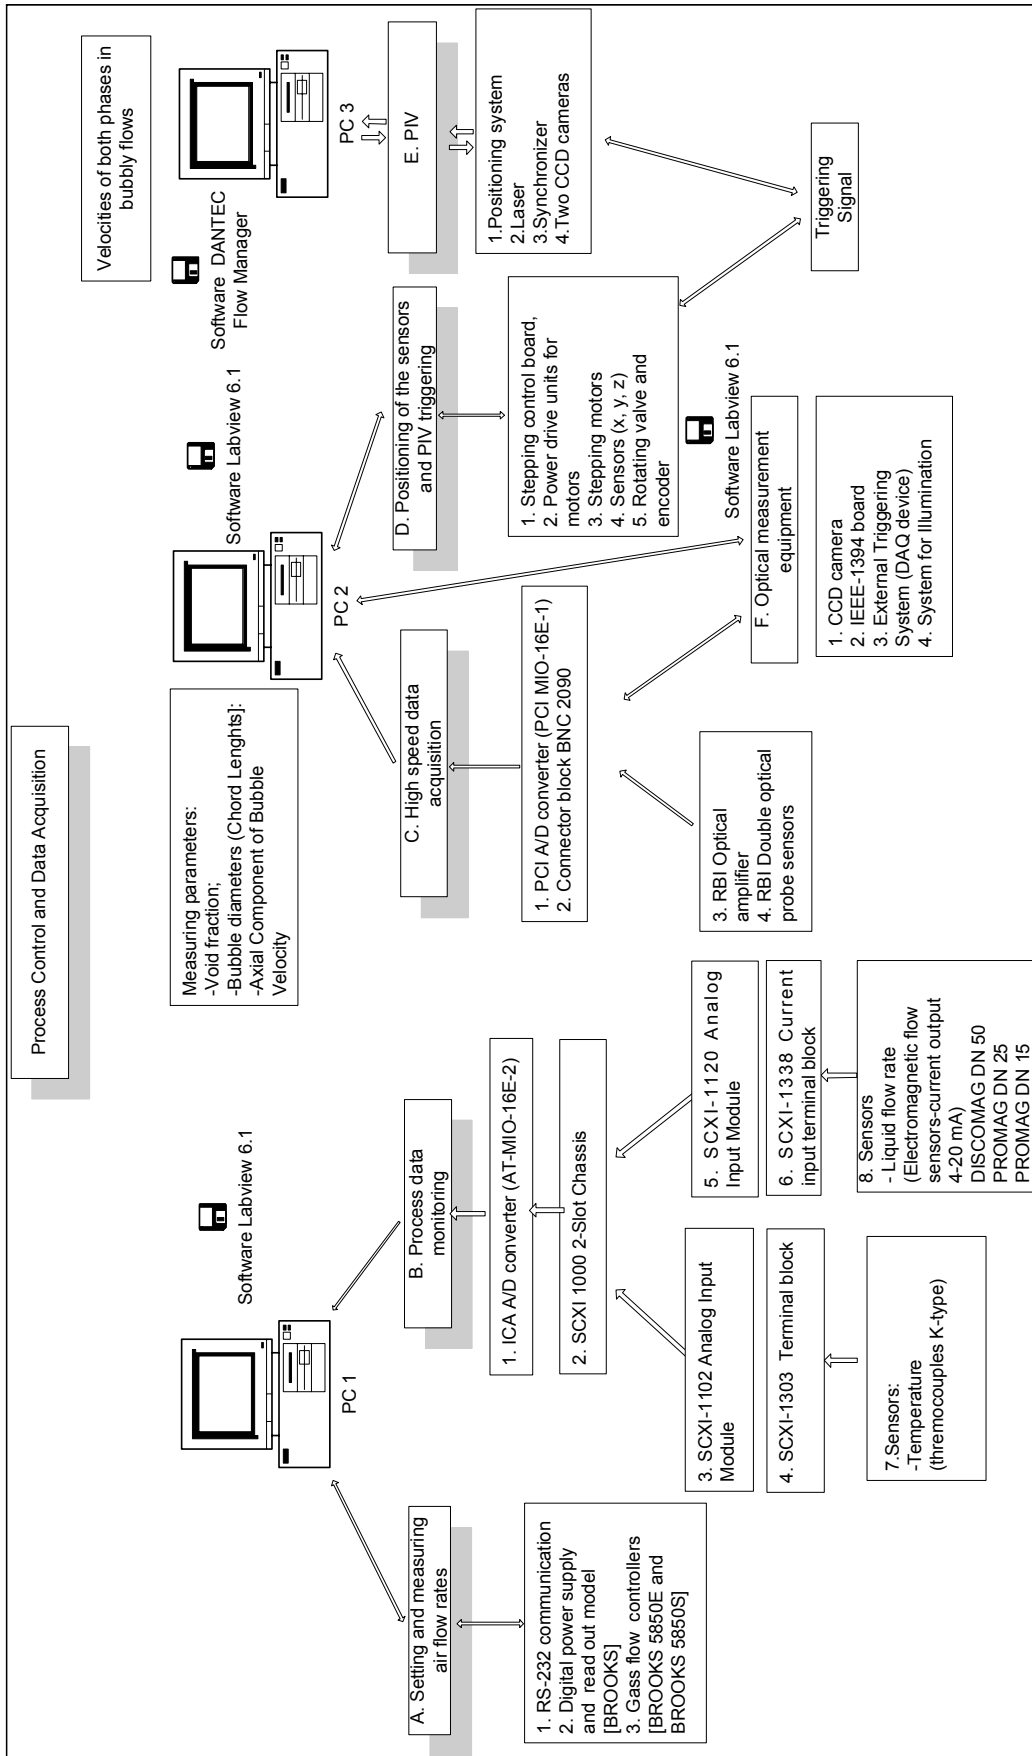 Process Control and Data Acquisition
Software Labview 6.1
PC 1
A. Setting and measuring
air flow rates
1. RS-232 communication
2. Digital power supply
and read out model
[BROOKS]
3. Gass flow controllers
[BROOKS 5850E and
BROOKS 5850S]
B. Process data
monitoring
1. ICA A/D converter (AT-MIO-16E-2)
2. SCXI 1000 2-Slot Chassis
3. SCXI-1102 Analog Input
Module
4. SCXI-1303 Terminal block
7.Sensors:
-Temperature
(thremocouples K-type)
5. SCXI-1120 Analog
Input Module
6. SCXI-1338 Current
input terminal block
8. Sensors
- Liquid flow rate
(Electromagnetic flow
sensors-current output
4-20 mA)
DISCOMAG DN 50
PROMAG DN 25
PROMAG DN 15
Measuring parameters:
-Void fraction;
-Bubble diameters (Chord Lenghts]:
-Axial Component of Bubble
Velocity
Software Labview 6.1
PC 2
C. High speed data
acquisition
1. PCI A/D converter (PCI MIO-16E-1)
2. Connector block BNC 2090
3. RBI Optical
amplifier
4. RBI Double optical
probe sensors
D. Positioning of the sensors
and PIV triggering
1. Stepping control board,
2. Power drive units for
motors
3. Stepping motors
4. Sensors (x, y, z)
5. Rotating valve and
encoder
Software Labview 6.1
F. Optical measurement
equipment
1. CCD camera
2. IEEE-1394 board
3. External Triggering
System (DAQ device)
4. System for Illumination
Velocities of both phases in
bubbly flows
Software DANTEC
Flow Manager
PC 3
E. PIV
1.Positioning system
2.Laser
3.Synchronizer
4.Two CCD cameras
Triggering
Signal